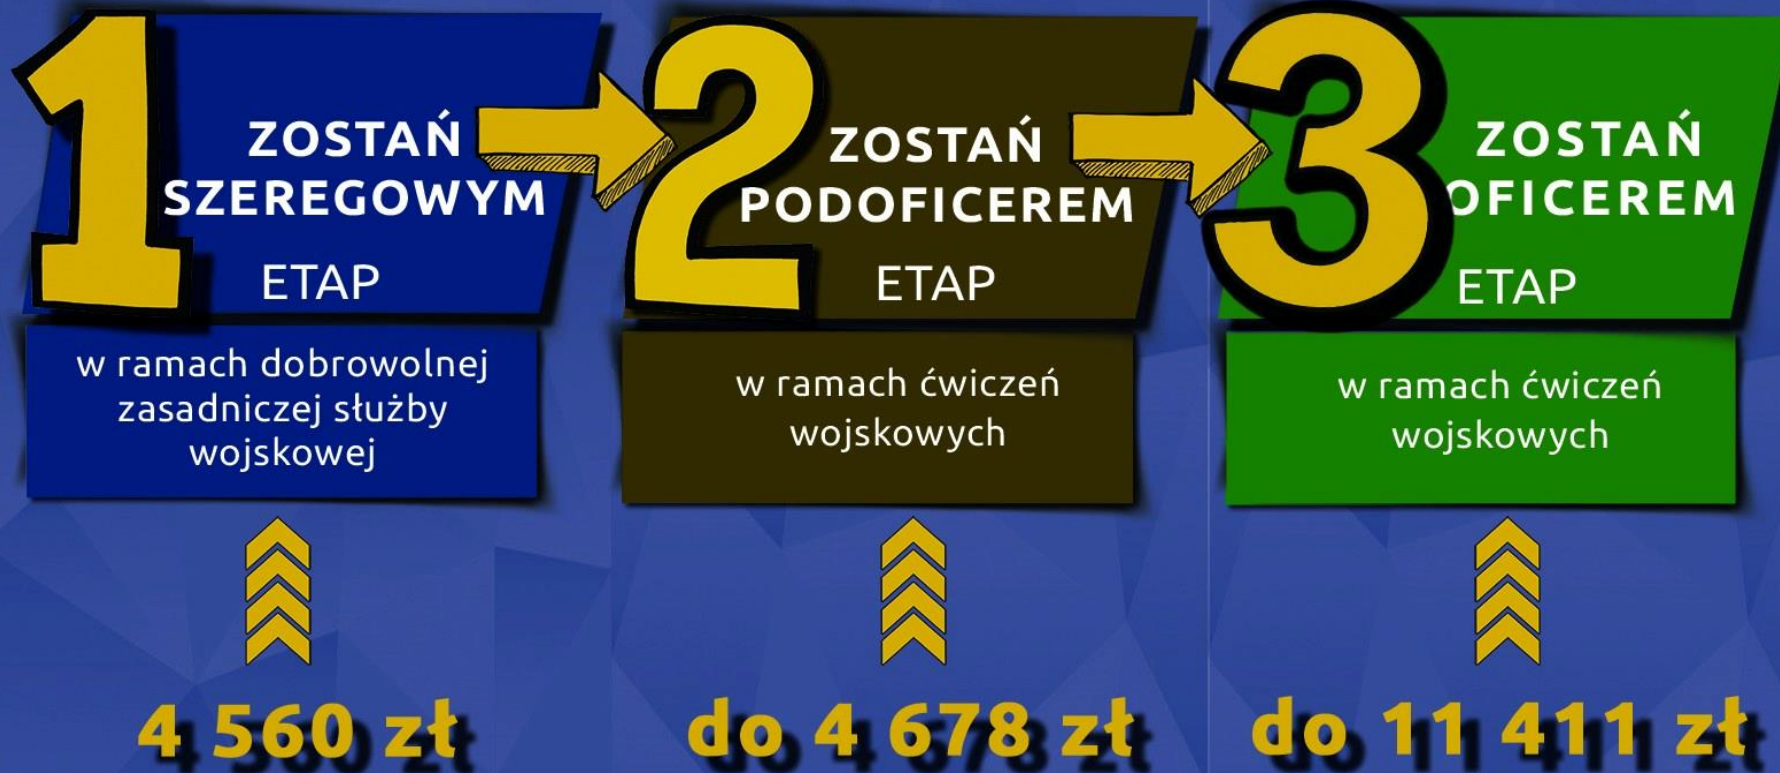 1
ZOSTAŃ
SZEREGOWYM
ETAP
w ramach dobrowolnej
zasadniczej służby
wojskowej
4 560 zł
2
ZOSTAŃ
PODOFICEREM
ETAP
w ramach ćwiczeń
wojskowych
do 4 678 zł
3
ZOSTAŃ
OFICEREM
ETAP
w ramach ćwiczeń
wojskowych
do 11 411 zł